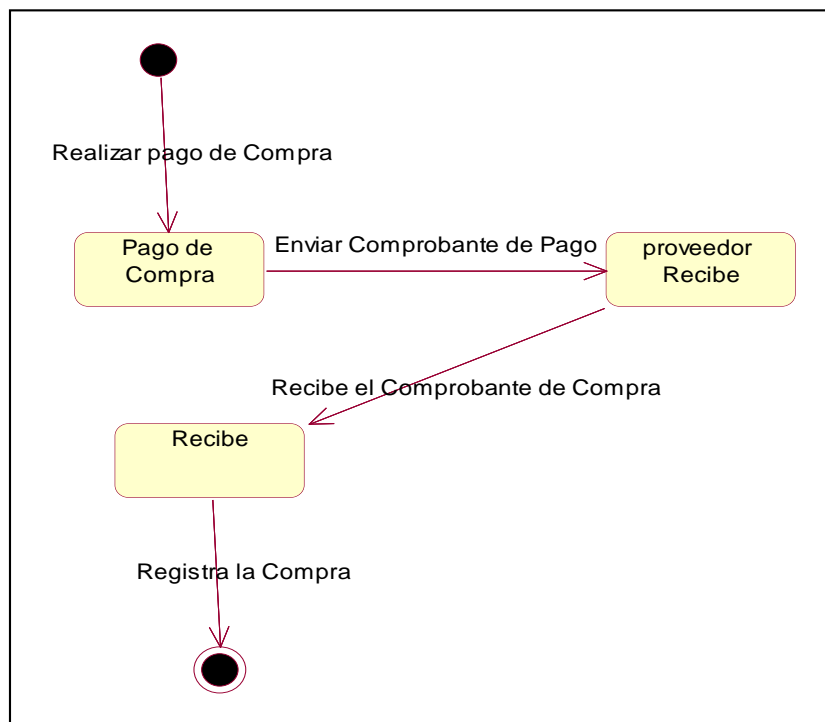 Realizar pago de Compra
Pago de
Compra
Enviar Comprobante de Pago
proveedor
Recibe
Recibe el Comprobante de Compra
Recibe
Registra la Compra